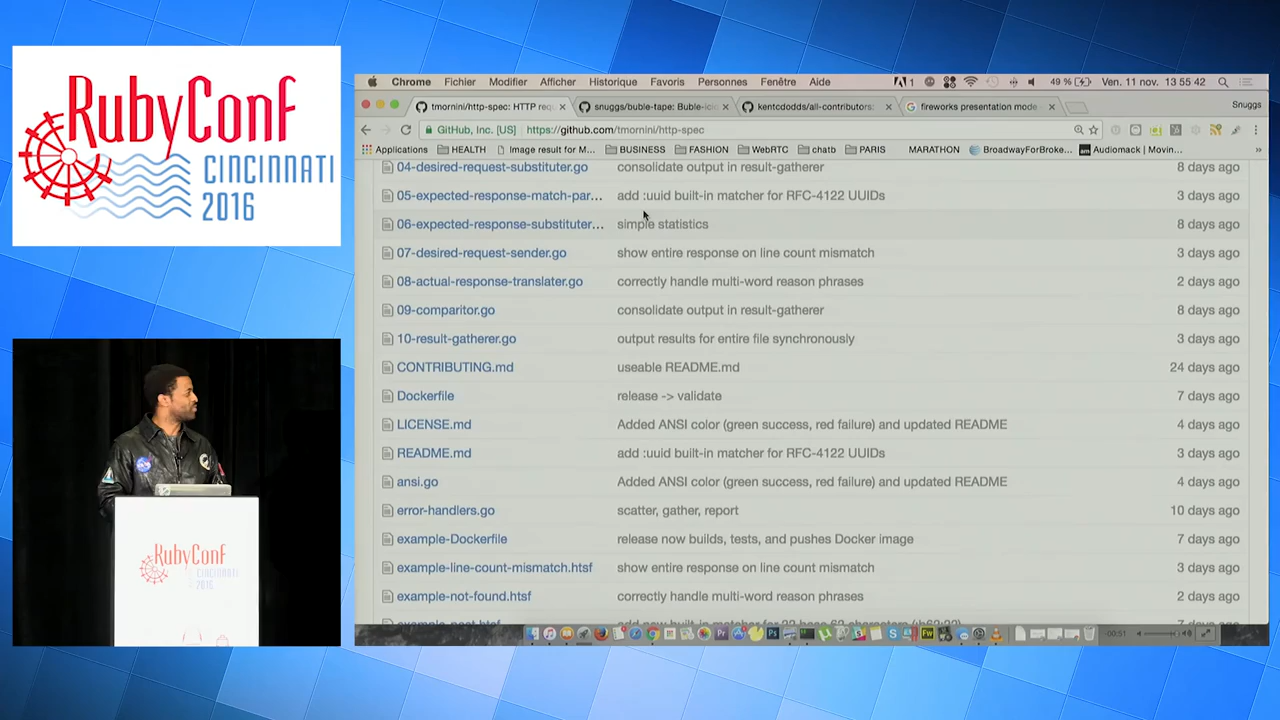 RubyConf
CINCINNATI
2016
Chrome Fichier Modifier Afficher Historique Favoris Personnes Fenêtre Aide 1 49 % Ven. 11 nov. 13 55 42
tmornini/http-spec: HTTP req snuggs/buble-tape: kentcdodds/all-contributors: fireworks presentation mode Snuggs
GitHub, Inc. [US] https://github.com/tmornini/http-spec
Applications HEALTH Image result for M... BUSINESS FASHION WebRTC chatb PARIS MARATHON BroadwayForBroke... Audiomack | Movin... »
04-desired-request-substituter.go consolidate output in result-gatherer 8 days ago
05-expected-response-match-par... add :uuid built-in matcher for RFC-4122 UUIDs 3 days ago
06-expected-response-substituter... simple statistics 8 days ago
07-desired-request-sender.go show entire response on line count mismatch 3 days ago
08-actual-response-translater.go correctly handle multi-word reason phrases 2 days ago
09-comparitor.go consolidate output in result-gatherer 8 days ago
10-result-gatherer.go output results for entire file synchronously 3 days ago
CONTRIBUTING.md useable README.md 24 days ago
Dockerfile release -> validate 7 days ago
LICENSE.md Added ANSI color (green success, red failure) and updated README 4 days ago
README.md add :uuid built-in matcher for RFC-4122 UUIDs 3 days ago
ansi.go Added ANSI color (green success, red failure) and updated README 4 days ago
error-handlers.go scatter, gather, report 10 days ago
example-Dockerfile release now builds, tests, and pushes Docker image 7 days ago
example-line-count-mismatch.htsf show entire response on line count mismatch 3 days ago
example-not-found.htsf correctly handle multi-word reason phrases 2 days ago
-00:51
RubyConf
CINCINNATI
2016